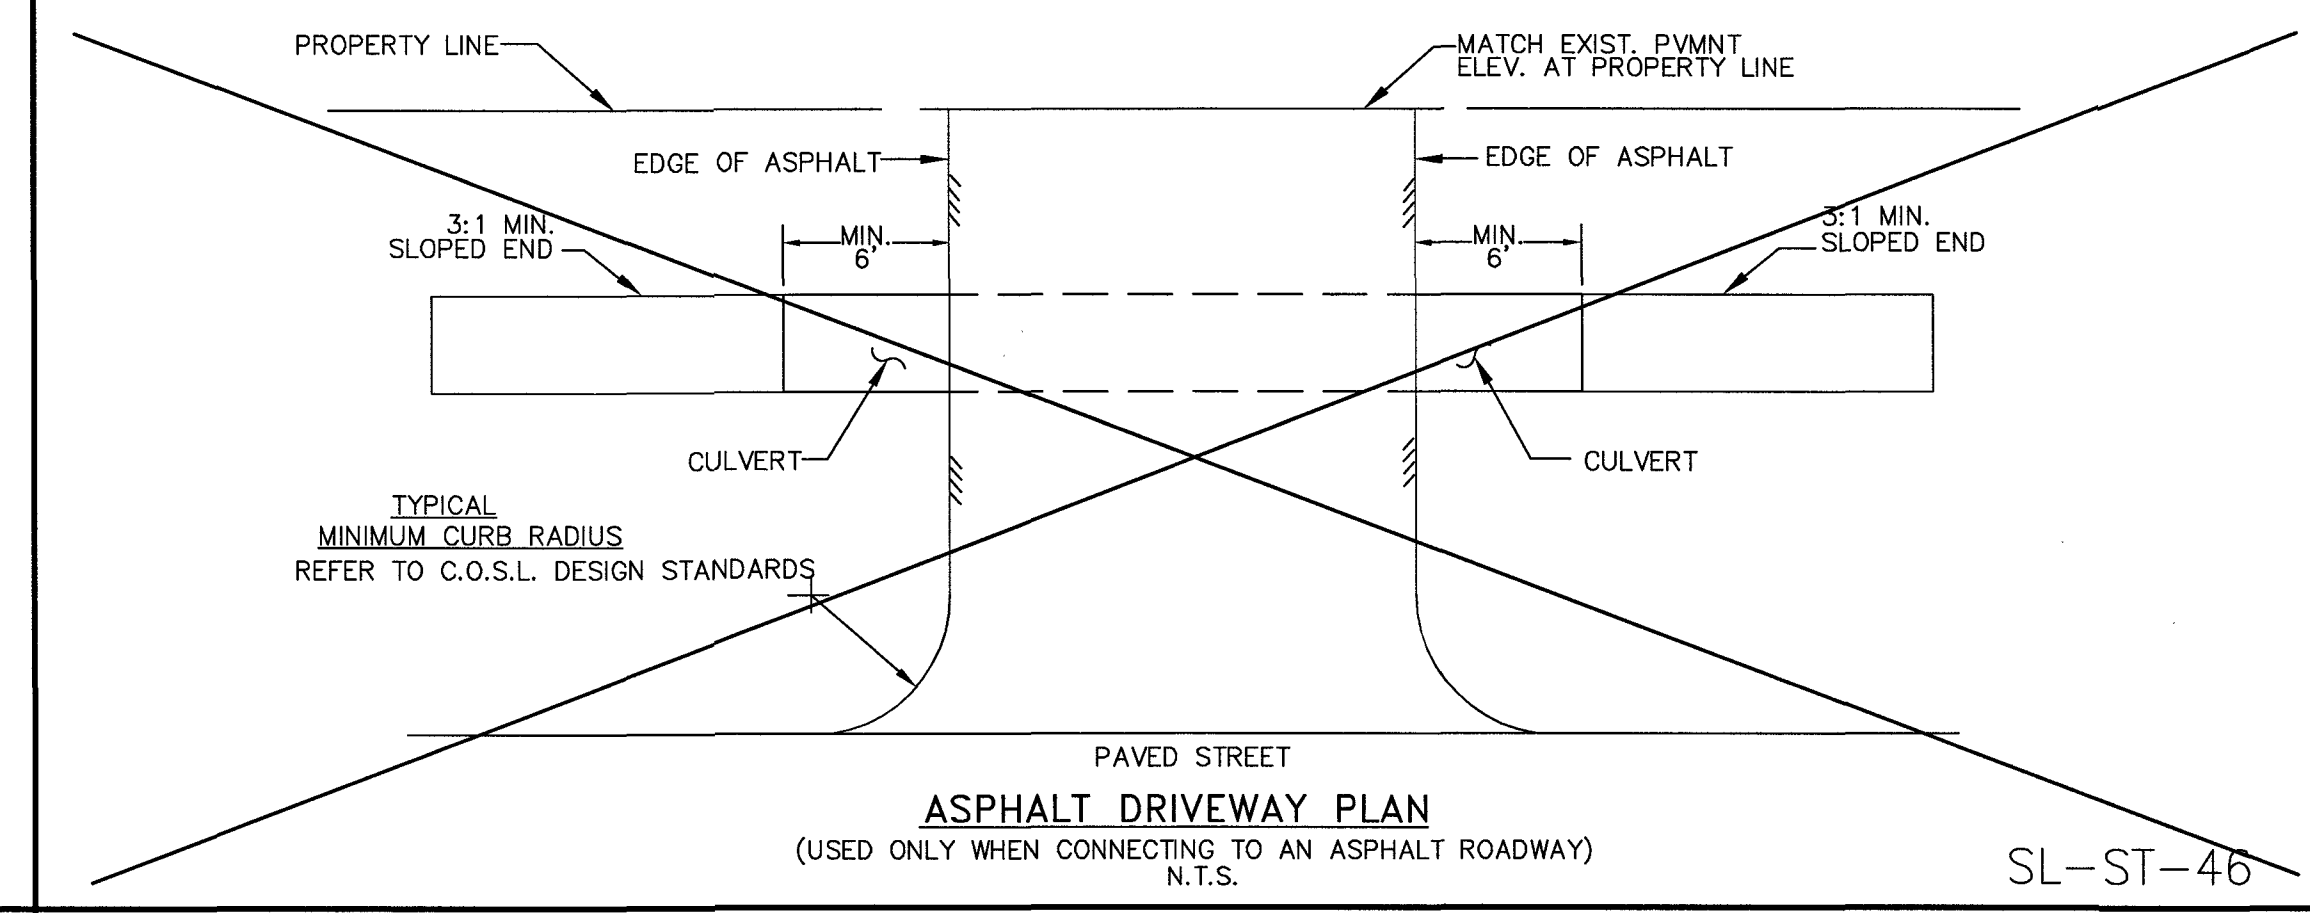 PROPERTY LINE
MATCH EXIST. PVMNT
ELEV. AT PROPERTY LINE
EDGE OF ASPHALT
EDGE OF ASPHALT
3:1 MIN.
SLOPED END
MIN.
6'
MIN.
6'
3:1 MIN.
SLOPED END
CULVERT
CULVERT
TYPICAL
MINIMUM CURB RADIUS
REFER TO C.O.S.L. DESIGN STANDARDS
PAVED STREET
ASPHALT DRIVEWAY PLAN
(USED ONLY WHEN CONNECTING TO AN ASPHALT ROADWAY)
N.T.S.
SL-ST-46